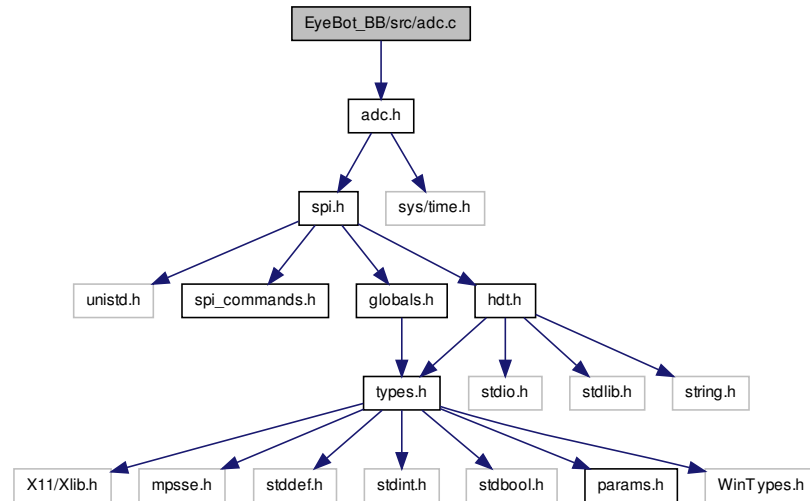 EyeBot_BB/src/adc.c
adc.h
spi.h
sys/time.h
unistd.h
spi_commands.h
globals.h
hdt.h
types.h
stdio.h
stdlib.h
string.h
X11/Xlib.h
mpsse.h
stddef.h
stdint.h
stdbool.h
params.h
WinTypes.h